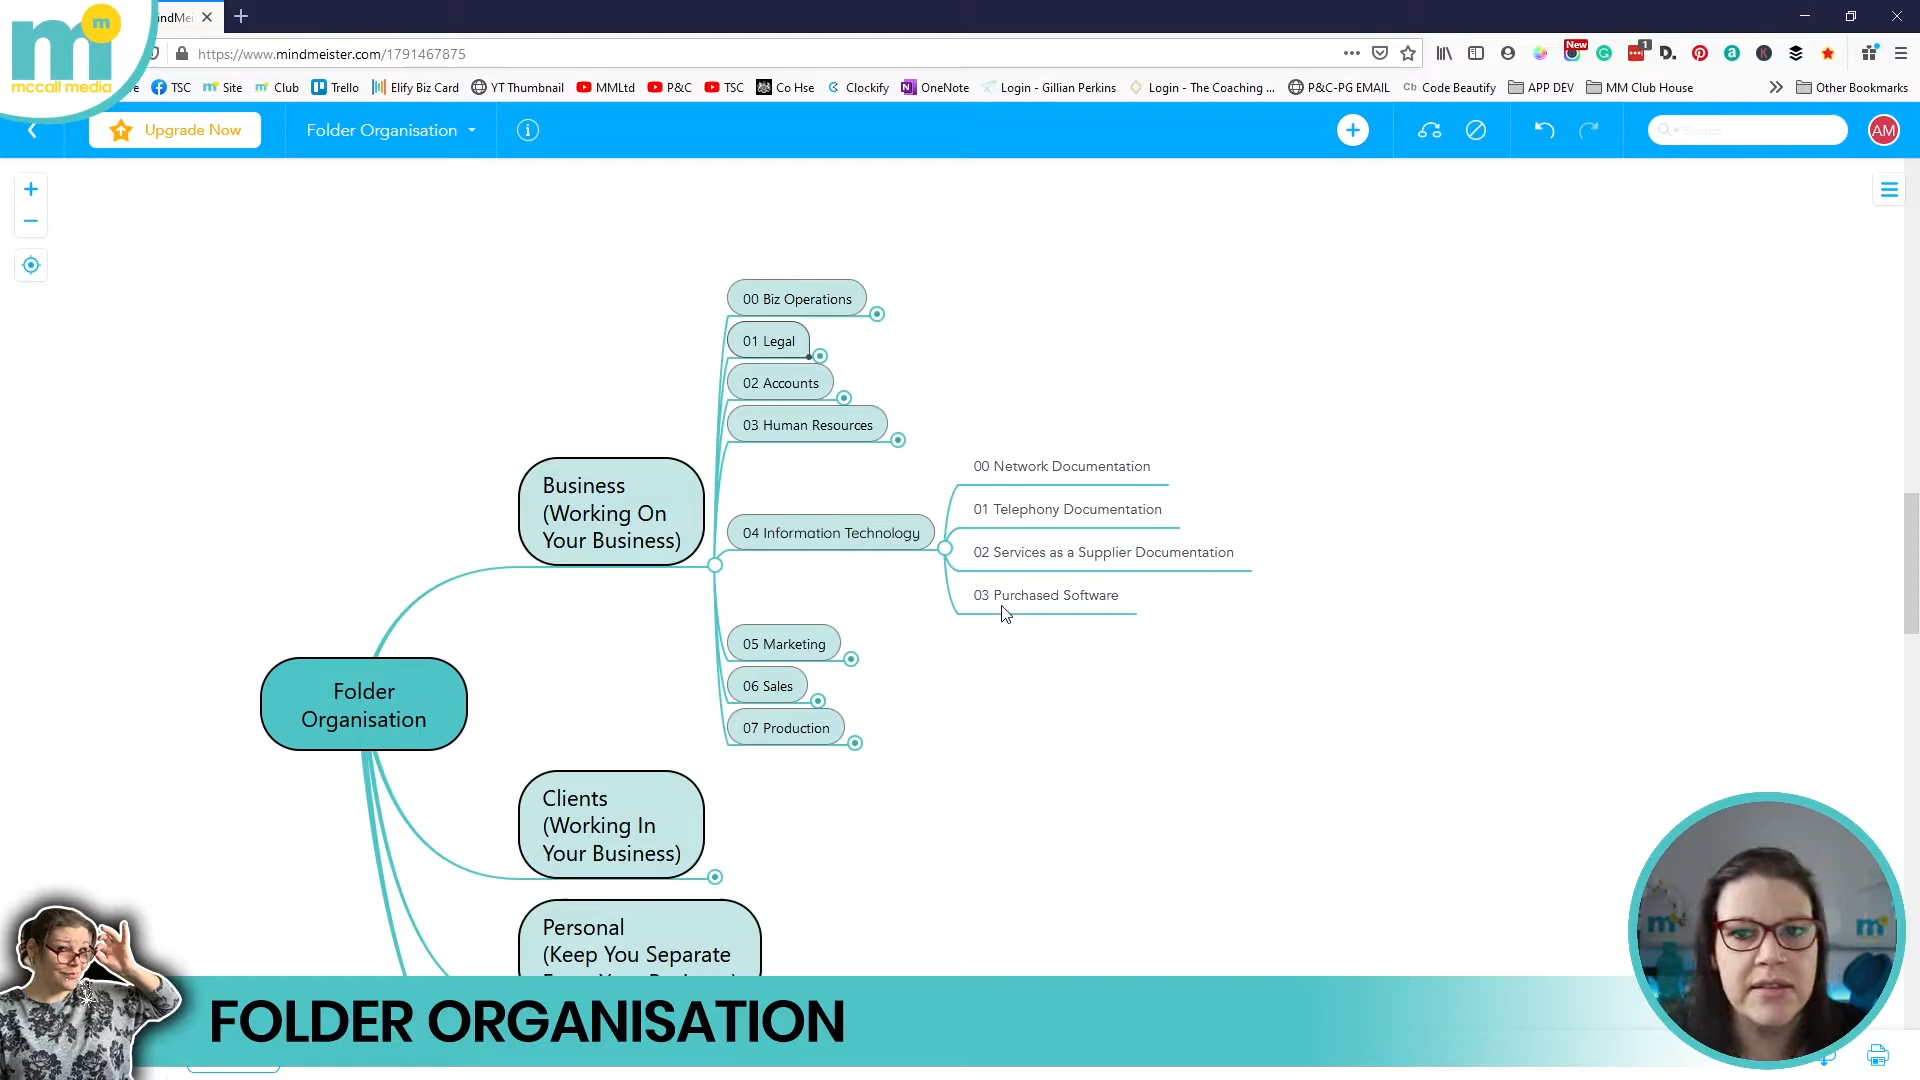 m
m
mccall media
indMei
https://www.mindmeister.com/1791467875
New
1
TSC
Site
Club
Trello
Elify Biz Card
YT Thumbnail
MMLtd
P&C
TSC
Co Hse
Clockify
OneNote
Login - Gillian Perkins
Login - The Coaching ...
P&C-PG EMAIL
Cb Code Beautify
APP DEV
MM Club House
Other Bookmarks
Upgrade Now
Folder Organisation
Search
AM
00 Biz Operations
01 Legal
02 Accounts
03 Human Resources
04 Information Technology
00 Network Documentation
01 Telephony Documentation
02 Services as a Supplier Documentation
03 Purchased Software
05 Marketing
06 Sales
07 Production
Business
(Working On
Your Business)
Folder
Organisation
Clients
(Working In
Your Business)
Personal
(Keep You Separate
FOLDER ORGANISATION